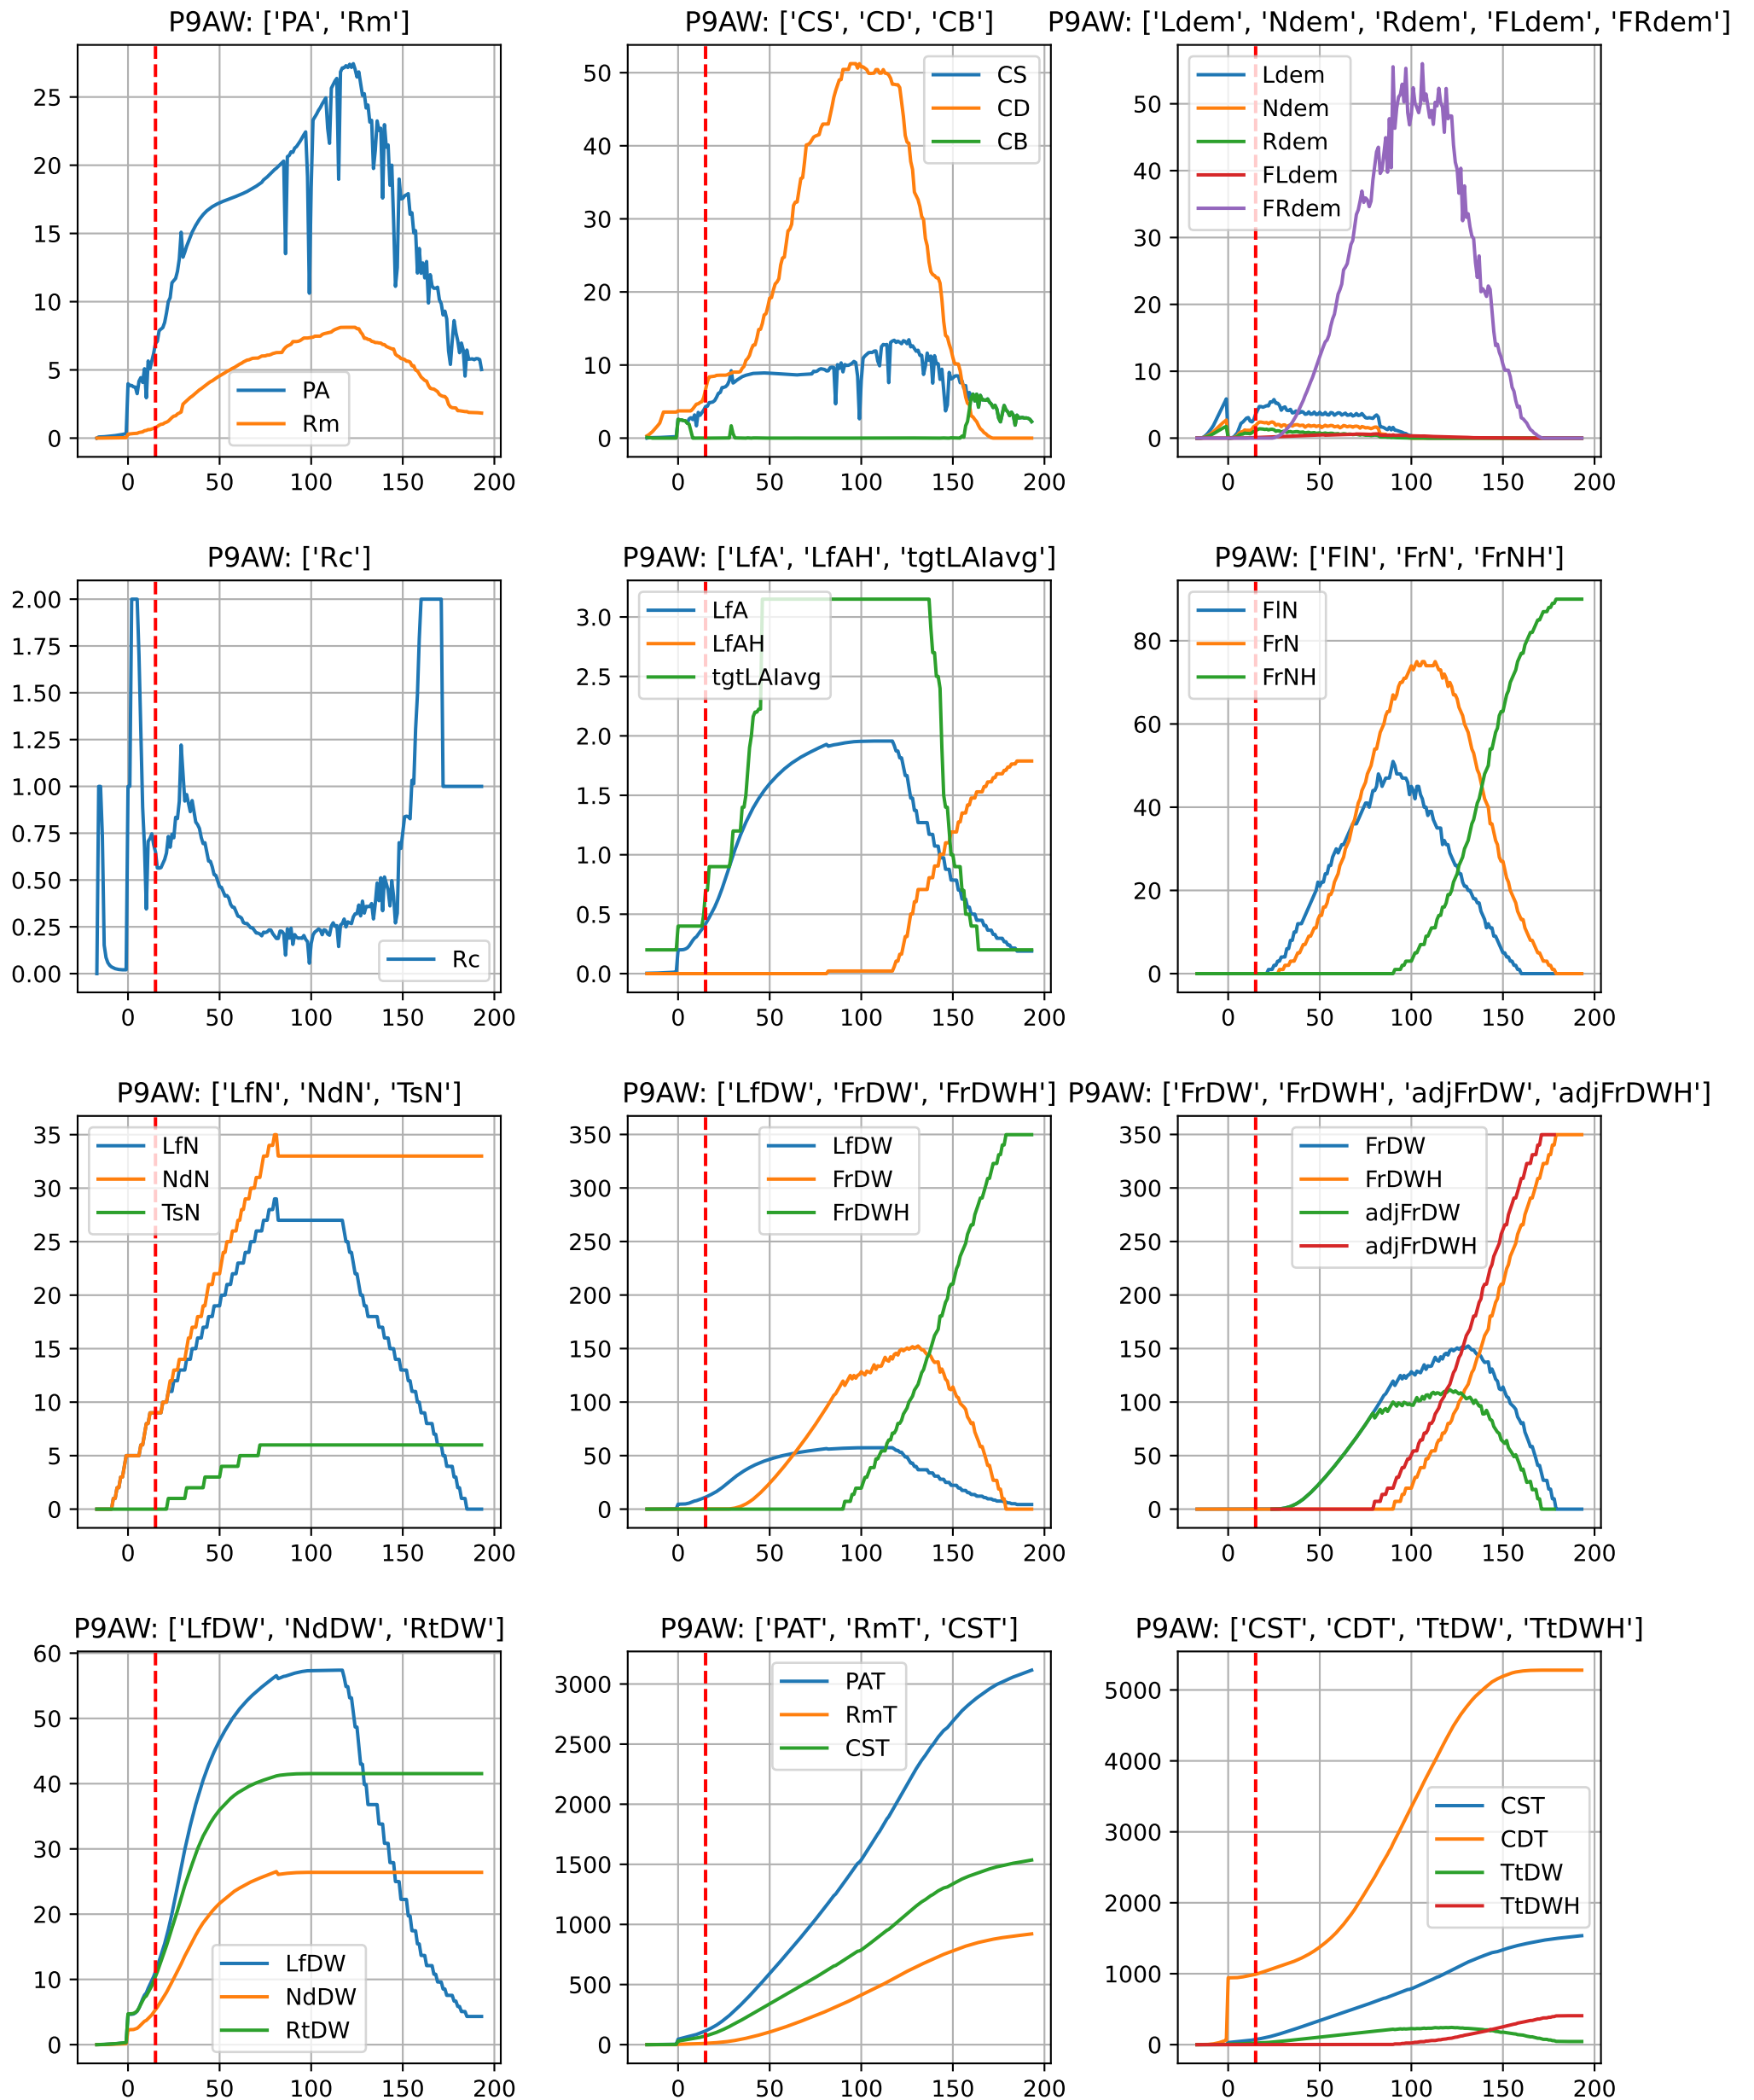 P9AW: ['PA', 'Rm']
25
20
15
10
5
0
PA
Rm
0 50 100 150 200
P9AW: ['CS', 'CD', 'CB']
50
40
30
20
10
0
CS
CD
CB
0 50 100 150 200
P9AW: ['Ldem', 'Ndem', 'Rdem', 'FLdem', 'FRdem']
50
40
30
20
10
0
Ldem
Ndem
Rdem
FLdem
FRdem
0 50 100 150 200
P9AW: ['Rc']
2.00
1.75
1.50
1.25
1.00
0.75
0.50
0.25
0.00
Rc
0 50 100 150 200
P9AW: ['LfA', 'LfAH', 'tgtLAIavg']
3.0
2.5
2.0
1.5
1.0
0.5
0.0
LfA
LfAH
tgtLAIavg
0 50 100 150 200
P9AW: ['FlN', 'FrN', 'FrNH']
80
60
40
20
0
FlN
FrN
FrNH
0 50 100 150 200
P9AW: ['LfN', 'NdN', 'TsN']
35
30
25
20
15
10
5
0
LfN
NdN
TsN
0 50 100 150 200
P9AW: ['LfDW', 'FrDW', 'FrDWH']
350
300
250
200
150
100
50
0
LfDW
FrDW
FrDWH
0 50 100 150 200
P9AW: ['FrDW', 'FrDWH', 'adjFrDW', 'adjFrDWH']
350
300
250
200
150
100
50
0
FrDW
FrDWH
adjFrDW
adjFrDWH
0 50 100 150 200
P9AW: ['LfDW', 'NdDW', 'RtDW']
60
50
40
30
20
10
0
LfDW
NdDW
RtDW
0 50 100 150 200
P9AW: ['PAT', 'RmT', 'CST']
3000
2500
2000
1500
1000
500
0
PAT
RmT
CST
0 50 100 150 200
P9AW: ['CST', 'CDT', 'TtDW', 'TtDWH']
5000
4000
3000
2000
1000
0
CST
CDT
TtDW
TtDWH
0 50 100 150 200